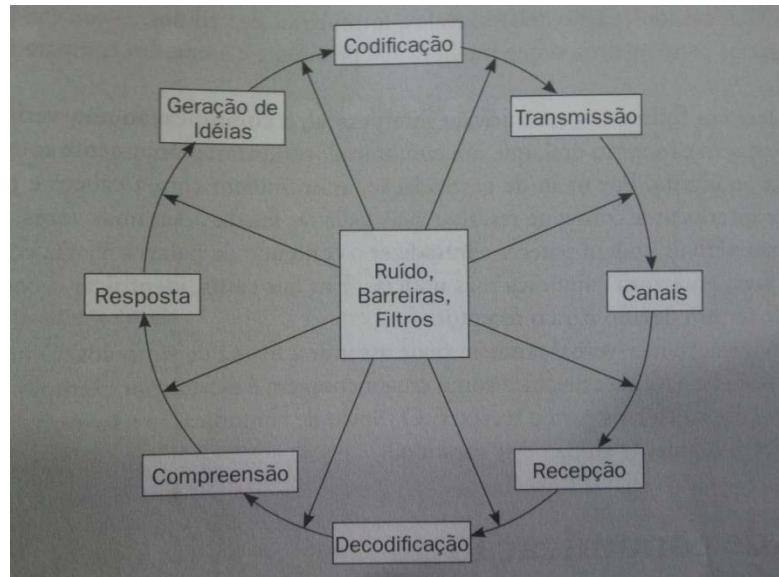 Codificação
Geração de
Idéias
Transmissão
Ruído,
Barreiras,
Filtros
Resposta
Canais
Compreensão
Recepção
Decodificação